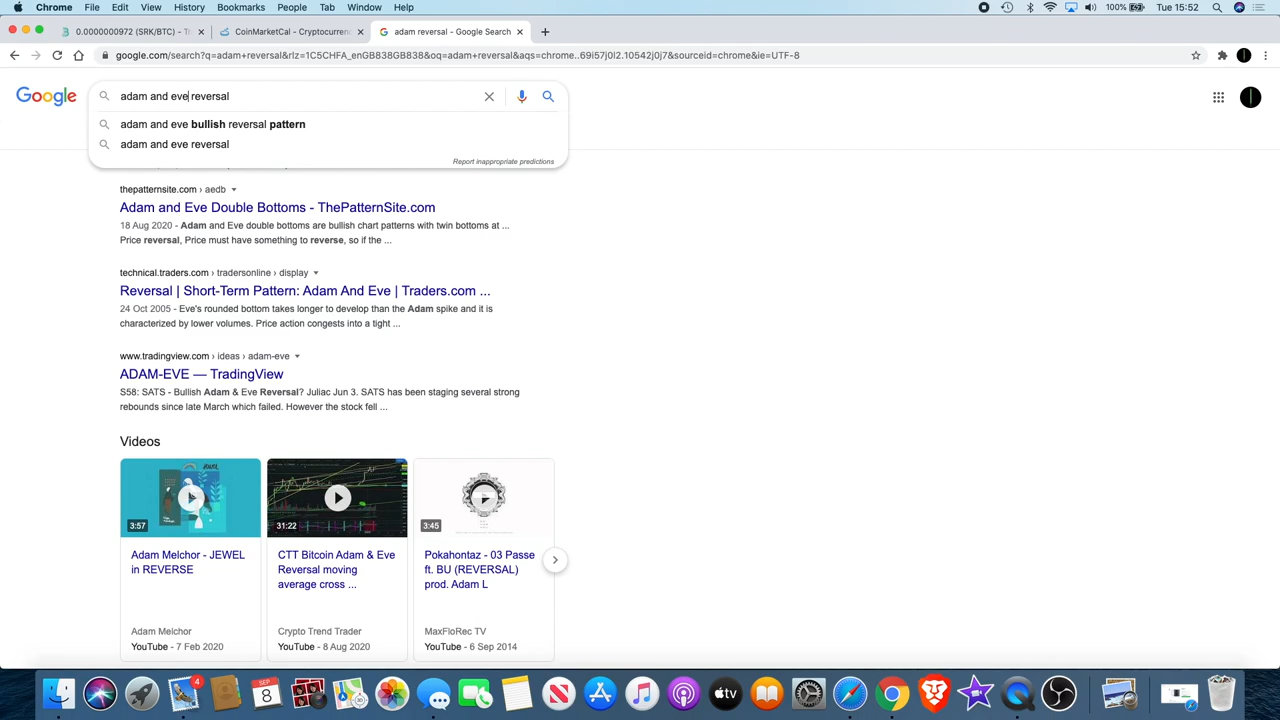 Chrome File Edit View History Bookmarks People Tab Window Help 100% Tue 15:52
0.0000000972 (SRK/BTC) - Tr CoinMarketCal - Cryptocurren adam reversal - Google Search
google.com/search?q=adam+reversal&rlz=1C5CHFA_enGB838GB838&oq=adam+reversal&aqs=chrome..69i57j0l2.10542j0j7&sourceid=chrome&ie=UTF-8
Google adam and eve reversal
adam and eve bullish reversal pattern
adam and eve reversal
Report inappropriate predictions
thepatternsite.com › aedb
Adam and Eve Double Bottoms - ThePatternSite.com
18 Aug 2020 - Adam and Eve double bottoms are bullish chart patterns with twin bottoms at ...
Price reversal, Price must have something to reverse, so if the ...
technical.traders.com › tradersonline › display
Reversal | Short-Term Pattern: Adam And Eve | Traders.com ...
24 Oct 2005 - Eve's rounded bottom takes longer to develop than the Adam spike and it is
characterized by lower volumes. Price action congests into a tight ...
www.tradingview.com › ideas › adam-eve
ADAM-EVE — TradingView
S58: SATS - Bullish Adam & Eve Reversal? Juliac Jun 3. SATS has been staging several strong
rebounds since late March which failed. However the stock fell ...
Videos
3:57
Adam Melchor - JEWEL
in REVERSE
Adam Melchor
YouTube - 7 Feb 2020
31:22
CTT Bitcoin Adam & Eve
Reversal moving
average cross ...
Crypto Trend Trader
YouTube - 8 Aug 2020
3:45
Pokahontaz - 03 Passe
ft. BU (REVERSAL)
prod. Adam L
MaxFloRec TV
YouTube - 6 Sep 2014
4
SEP
8
tv